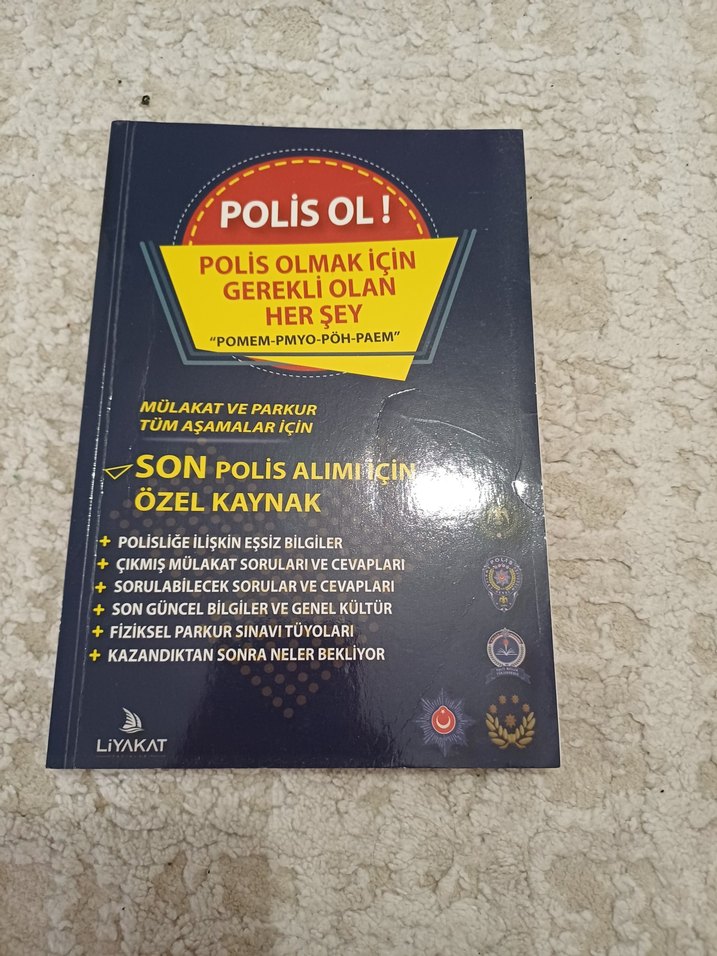 POLİS OL !
POLİS OLMAK İÇİN
GEREKLİ OLAN
HER ŞEY
“POMEM-PMYO-PÖH-PAEM”
MÜLAKAT VE PARKUR
TÜM AŞAMALAR İÇİN
SON POLİS ALIMI İÇİN
ÖZEL KAYNAK
+ POLİSLİĞE İLİŞKİN EŞSİZ BİLGİLER
+ ÇIKMIŞ MÜLAKAT SORULARI VE CEVAPLARI
+ SORULABİLECEK SORULAR VE CEVAPLARI
+ SON GÜNCEL BİLGİLER VE GENEL KÜLTÜR
+ FİZİKSEL PARKUR SINAVI TÜYOLARI
+ KAZANDIKTAN SONRA NELER BEKLİYOR
POLİS
LİYAKAT